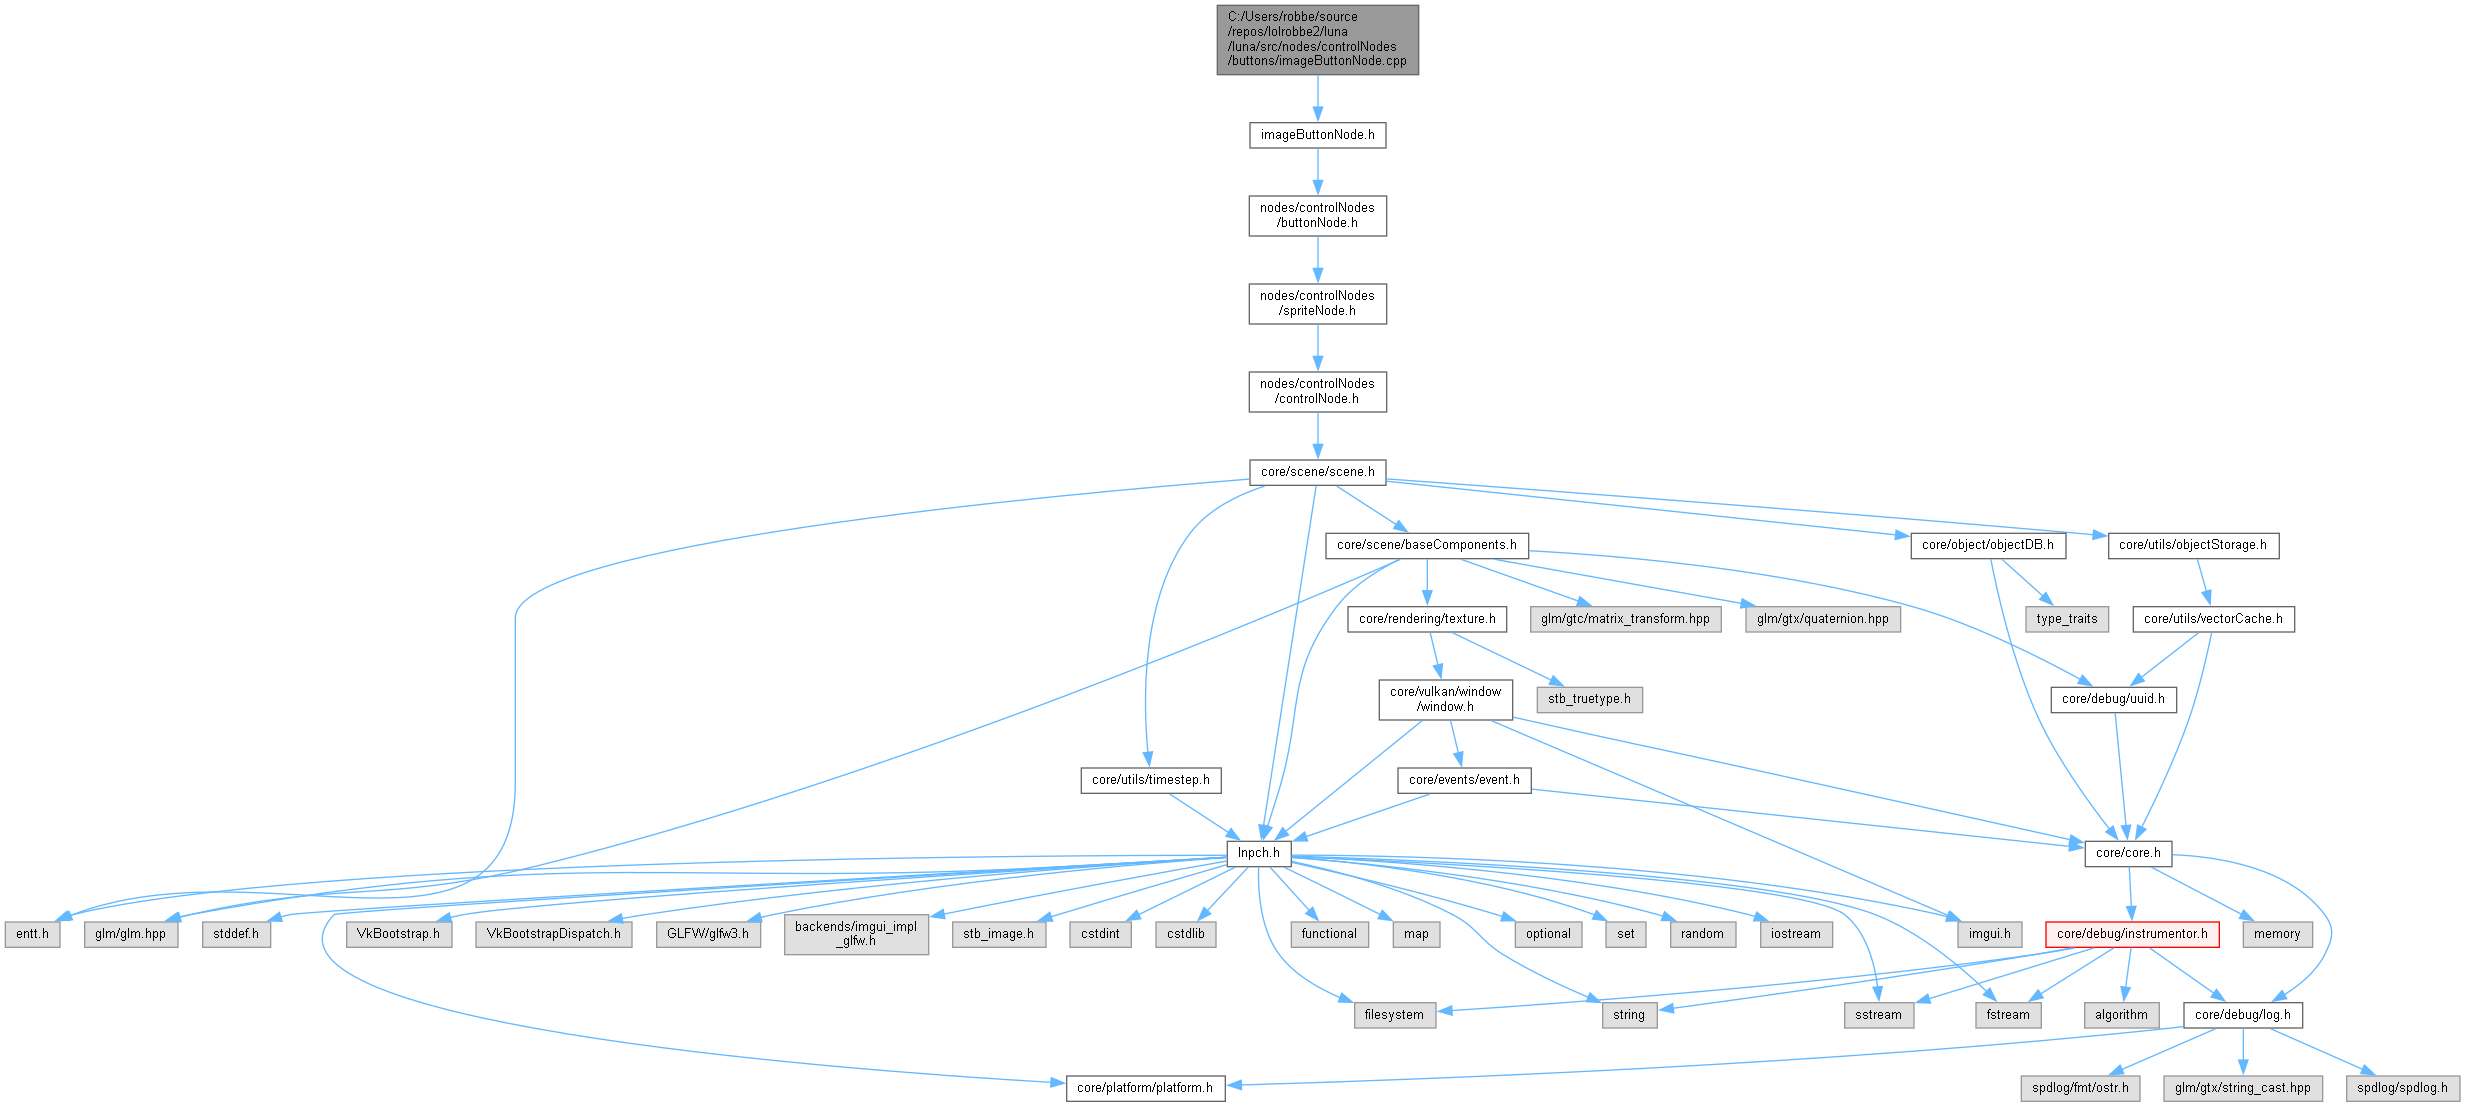 C:/Users/robbe/source
/repos/lolrobbe2/luna
/luna/src/nodes/controlNodes
/buttons/imageButtonNode.cpp
imageButtonNode.h
nodes/controlNodes
/buttonNode.h
nodes/controlNodes
/spriteNode.h
nodes/controlNodes
/controlNode.h
core/scene/scene.h
core/scene/baseComponents.h
core/object/objectDB.h
core/utils/objectStorage.h
core/rendering/texture.h
glm/gtc/matrix_transform.hpp
glm/gtx/quaternion.hpp
type_traits
core/utils/vectorCache.h
core/vulkan/window
/window.h
stb_truetype.h
core/debug/uuid.h
core/utils/timestep.h
core/events/event.h
lnpch.h
core/core.h
entt.h
glm/glm.hpp
stddef.h
VkBootstrap.h
VkBootstrapDispatch.h
GLFW/glfw3.h
backends/imgui_impl
_glfw.h
stb_image.h
cstdint
cstdlib
functional
map
optional
set
random
iostream
imgui.h
core/debug/instrumentor.h
memory
filesystem
string
sstream
fstream
algorithm
core/debug/log.h
core/platform/platform.h
spdlog/fmt/ostr.h
glm/gtx/string_cast.hpp
spdlog/spdlog.h